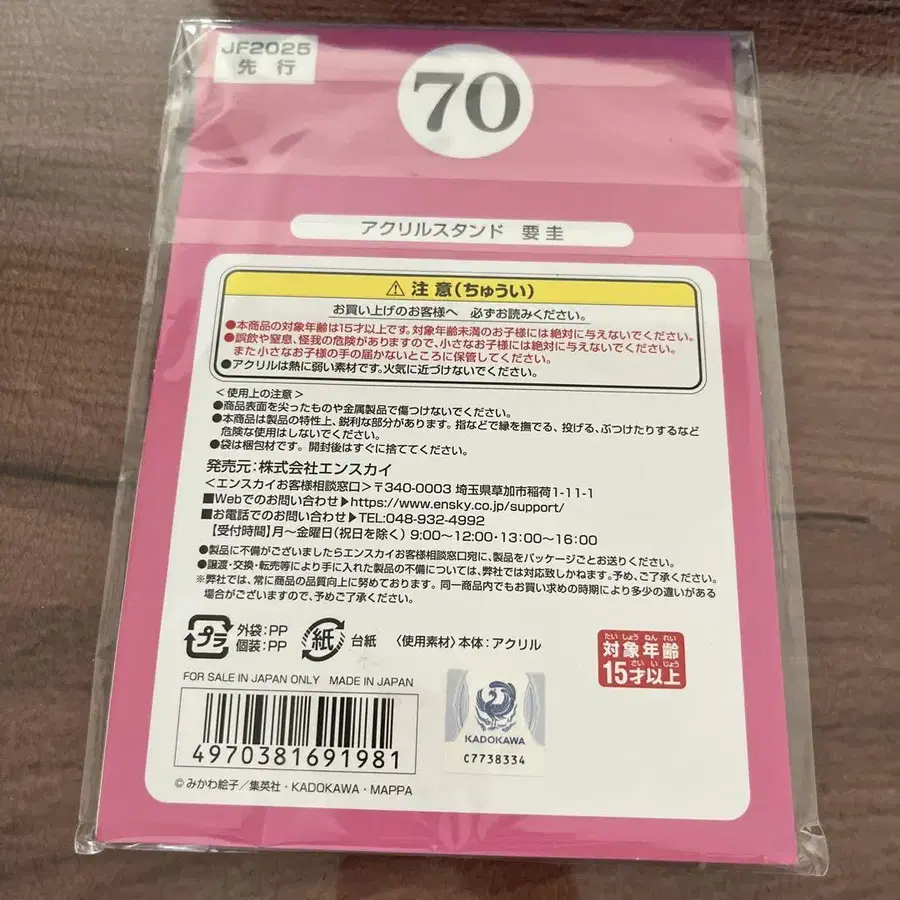 JF2025
先行
70
アクリルスタンド 要 圭
⚠ 注意(ちゅうい)
お買い上げのお客様へ 必ずお読みください。
●本商品の対象年齢は15才以上です。対象年齢未満のお子様には絶対に与えないでください。
●誤飲や窒息、怪我の危険がありますので、小さなお子様には絶対に与えないでください。
また小さなお子様の手の届かないところに保管してください。
●アクリルは熱に弱い素材です。火気に近づけないでください。
<使用上の注意>
●商品表面を尖ったものや金属製品で傷つけないでください。
●本商品は製品の特性上、鋭利な部分があります。指などで縁を撫でる、投げる、ぶつけたりするなど
危険な使用はしないでください。
●袋は梱包材です。開封後はすぐに捨ててください。
発売元:株式会社エンスカイ
<エンスカイお客様相談窓口>〒340-0003 埼玉県草加市稲荷1-11-1
■Webでのお問い合わせ▶https://www.ensky.co.jp/support/
■お電話でのお問い合わせ▶TEL:048-932-4992
【受付時間】月〜金曜日(祝日を除く) 9:00〜12:00・13:00〜16:00
●製品に不備がございましたらエンスカイお客様相談窓口宛に、製品をパッケージごとお送りください。
●譲渡・交換・転売等により手に入れた製品の不備については、弊社では対応致しかねます。予め、ご了承ください。
※弊社では、常に商品の品質向上に努めております。同一商品内でもお買い求めの時期により多少の違いがある
場合がございますので、予めご了承ください。
プラ
外袋:PP
個装:PP
紙
台紙
〈使用素材〉本体:アクリル
たいしょうねんれい
対象年齢
さいいじょう
15才以上
FOR SALE IN JAPAN ONLY MADE IN JAPAN
4970381691981
KADOKAWA
C7738334
©みかわ絵子/集英社・KADOKAWA・MAPPA